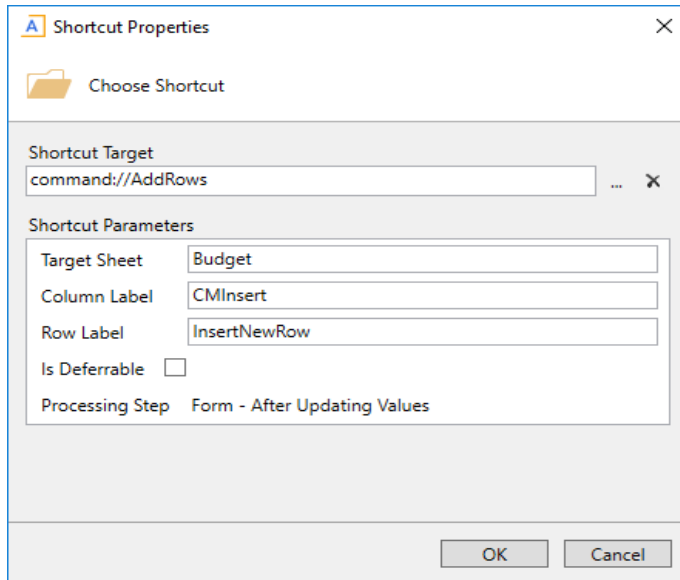 A Shortcut Properties
Choose Shortcut
Shortcut Target
command://AddRows
...
Shortcut Parameters
Target Sheet Budget
Column Label CMInsert
Row Label InsertNewRow
Is Deferrable
Processing Step Form - After Updating Values
OK Cancel